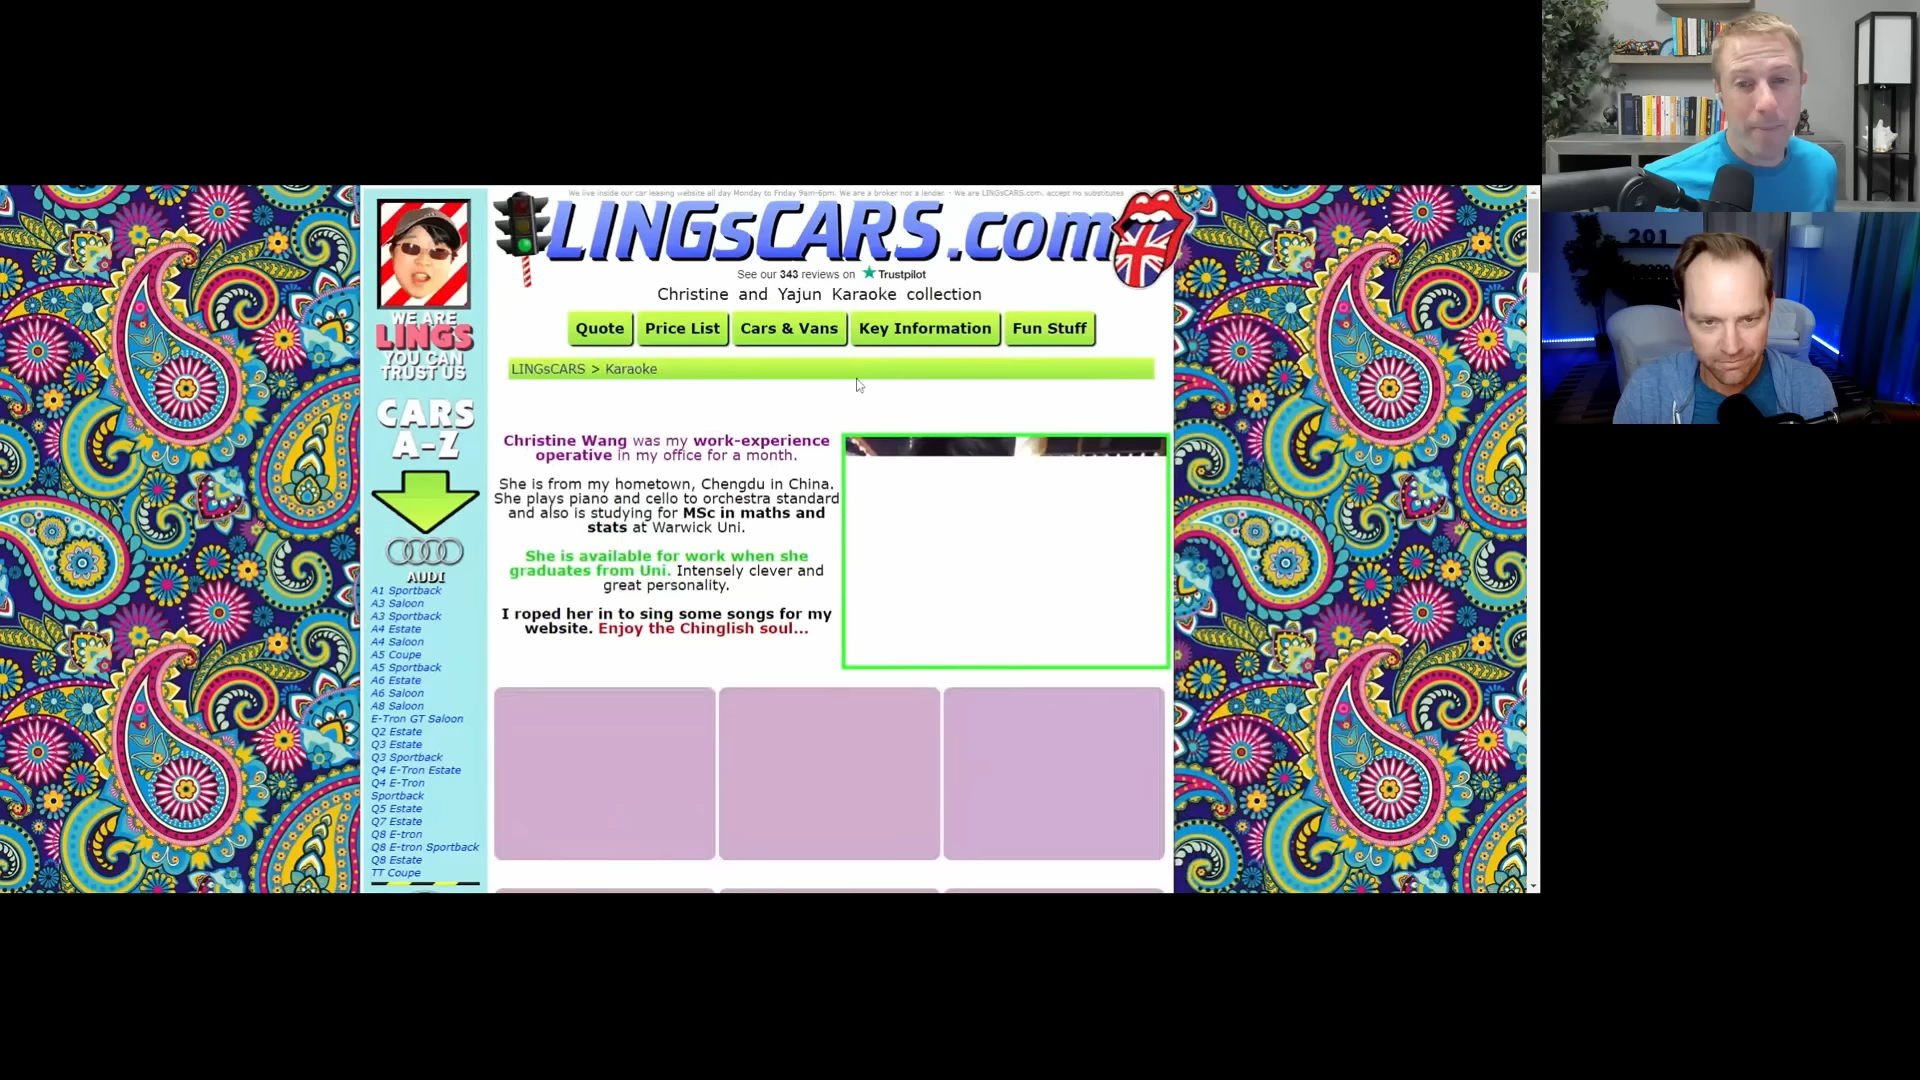 We live inside our car leasing website all day Monday to Friday 9am-6pm. We are a broker not a lender. - We are LINGsCARS.com, accept no substitutes
LINGsCARS.com
See our 343 reviews on Trustpilot
Christine and Yajun Karaoke collection
Quote
Price List
Cars & Vans
Key Information
Fun Stuff
LINGsCARS > Karaoke
WE ARE
LINGS
YOU CAN
TRUST US
CARS
A-Z
AUDI
A1 Sportback
A3 Saloon
A3 Sportback
A4 Estate
A4 Saloon
A5 Coupe
A5 Sportback
A6 Estate
A6 Saloon
A8 Saloon
E-Tron GT Saloon
Q2 Estate
Q3 Estate
Q3 Sportback
Q4 E-Tron Estate
Q4 E-Tron
Sportback
Q5 Estate
Q7 Estate
Q8 E-tron
Q8 E-tron Sportback
Q8 Estate
TT Coupe
Christine Wang was my work-experience
operative in my office for a month.
She is from my hometown, Chengdu in China.
She plays piano and cello to orchestra standard
and also is studying for MSc in maths and
stats at Warwick Uni.
She is available for work when she
graduates from Uni. Intensely clever and
great personality.
I roped her in to sing some songs for my
website. Enjoy the Chinglish soul...
201